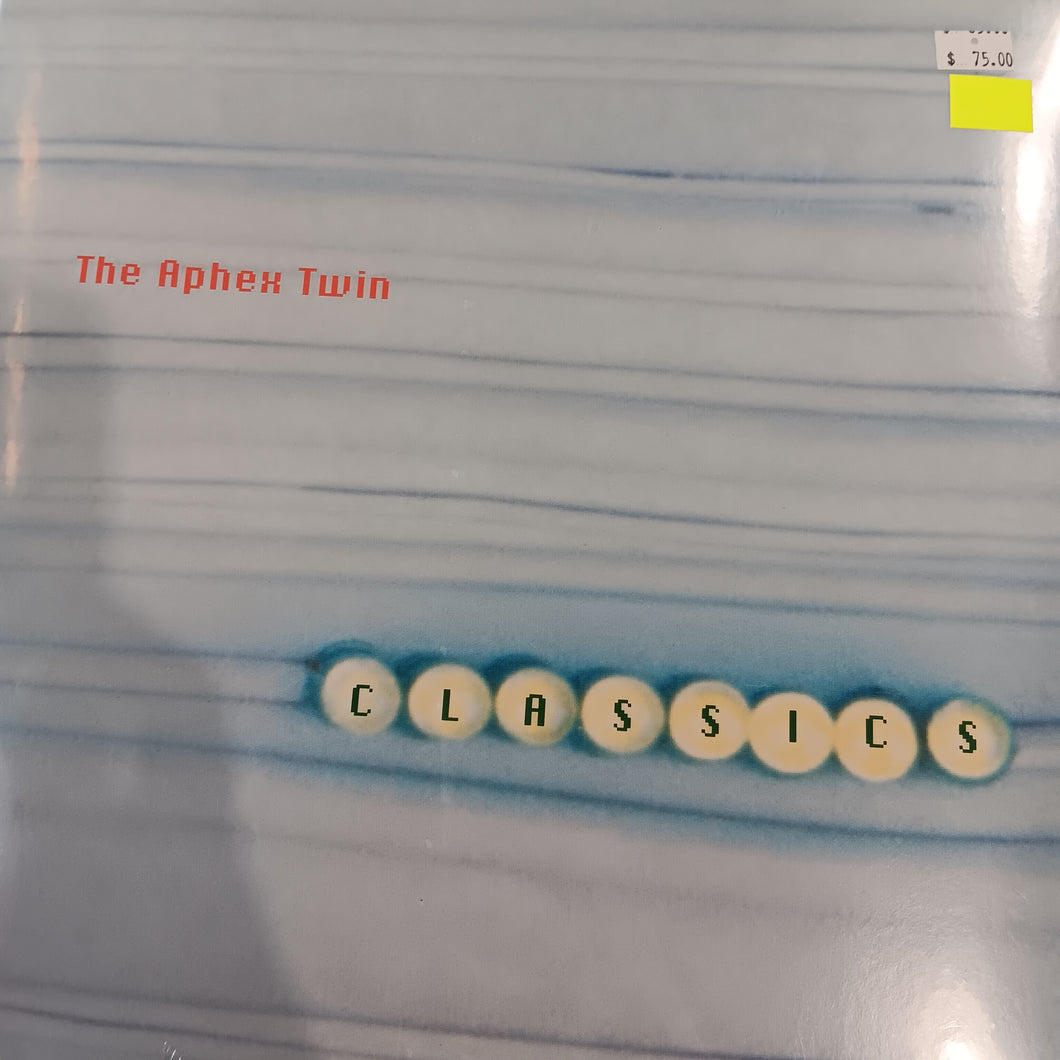 $ 75.00
The Aphex Twin
CLASSICS